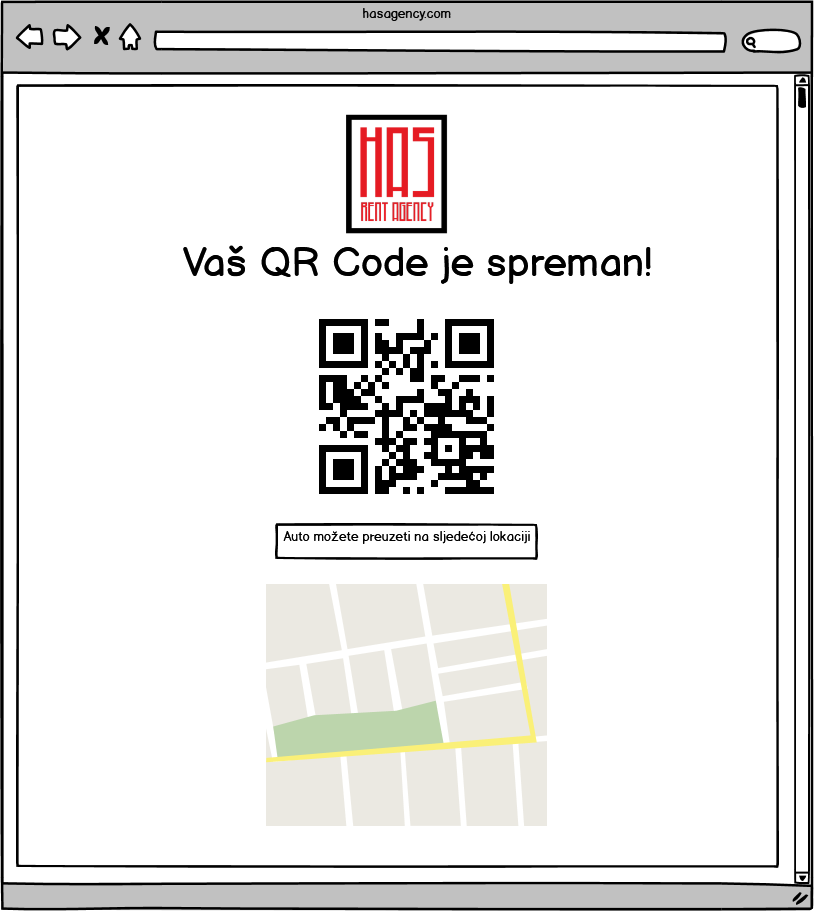 hasagency.com
HAS
RENT AGENCY
Vaš QR Code je spreman!
Auto možete preuzeti na sljedećoj lokaciji